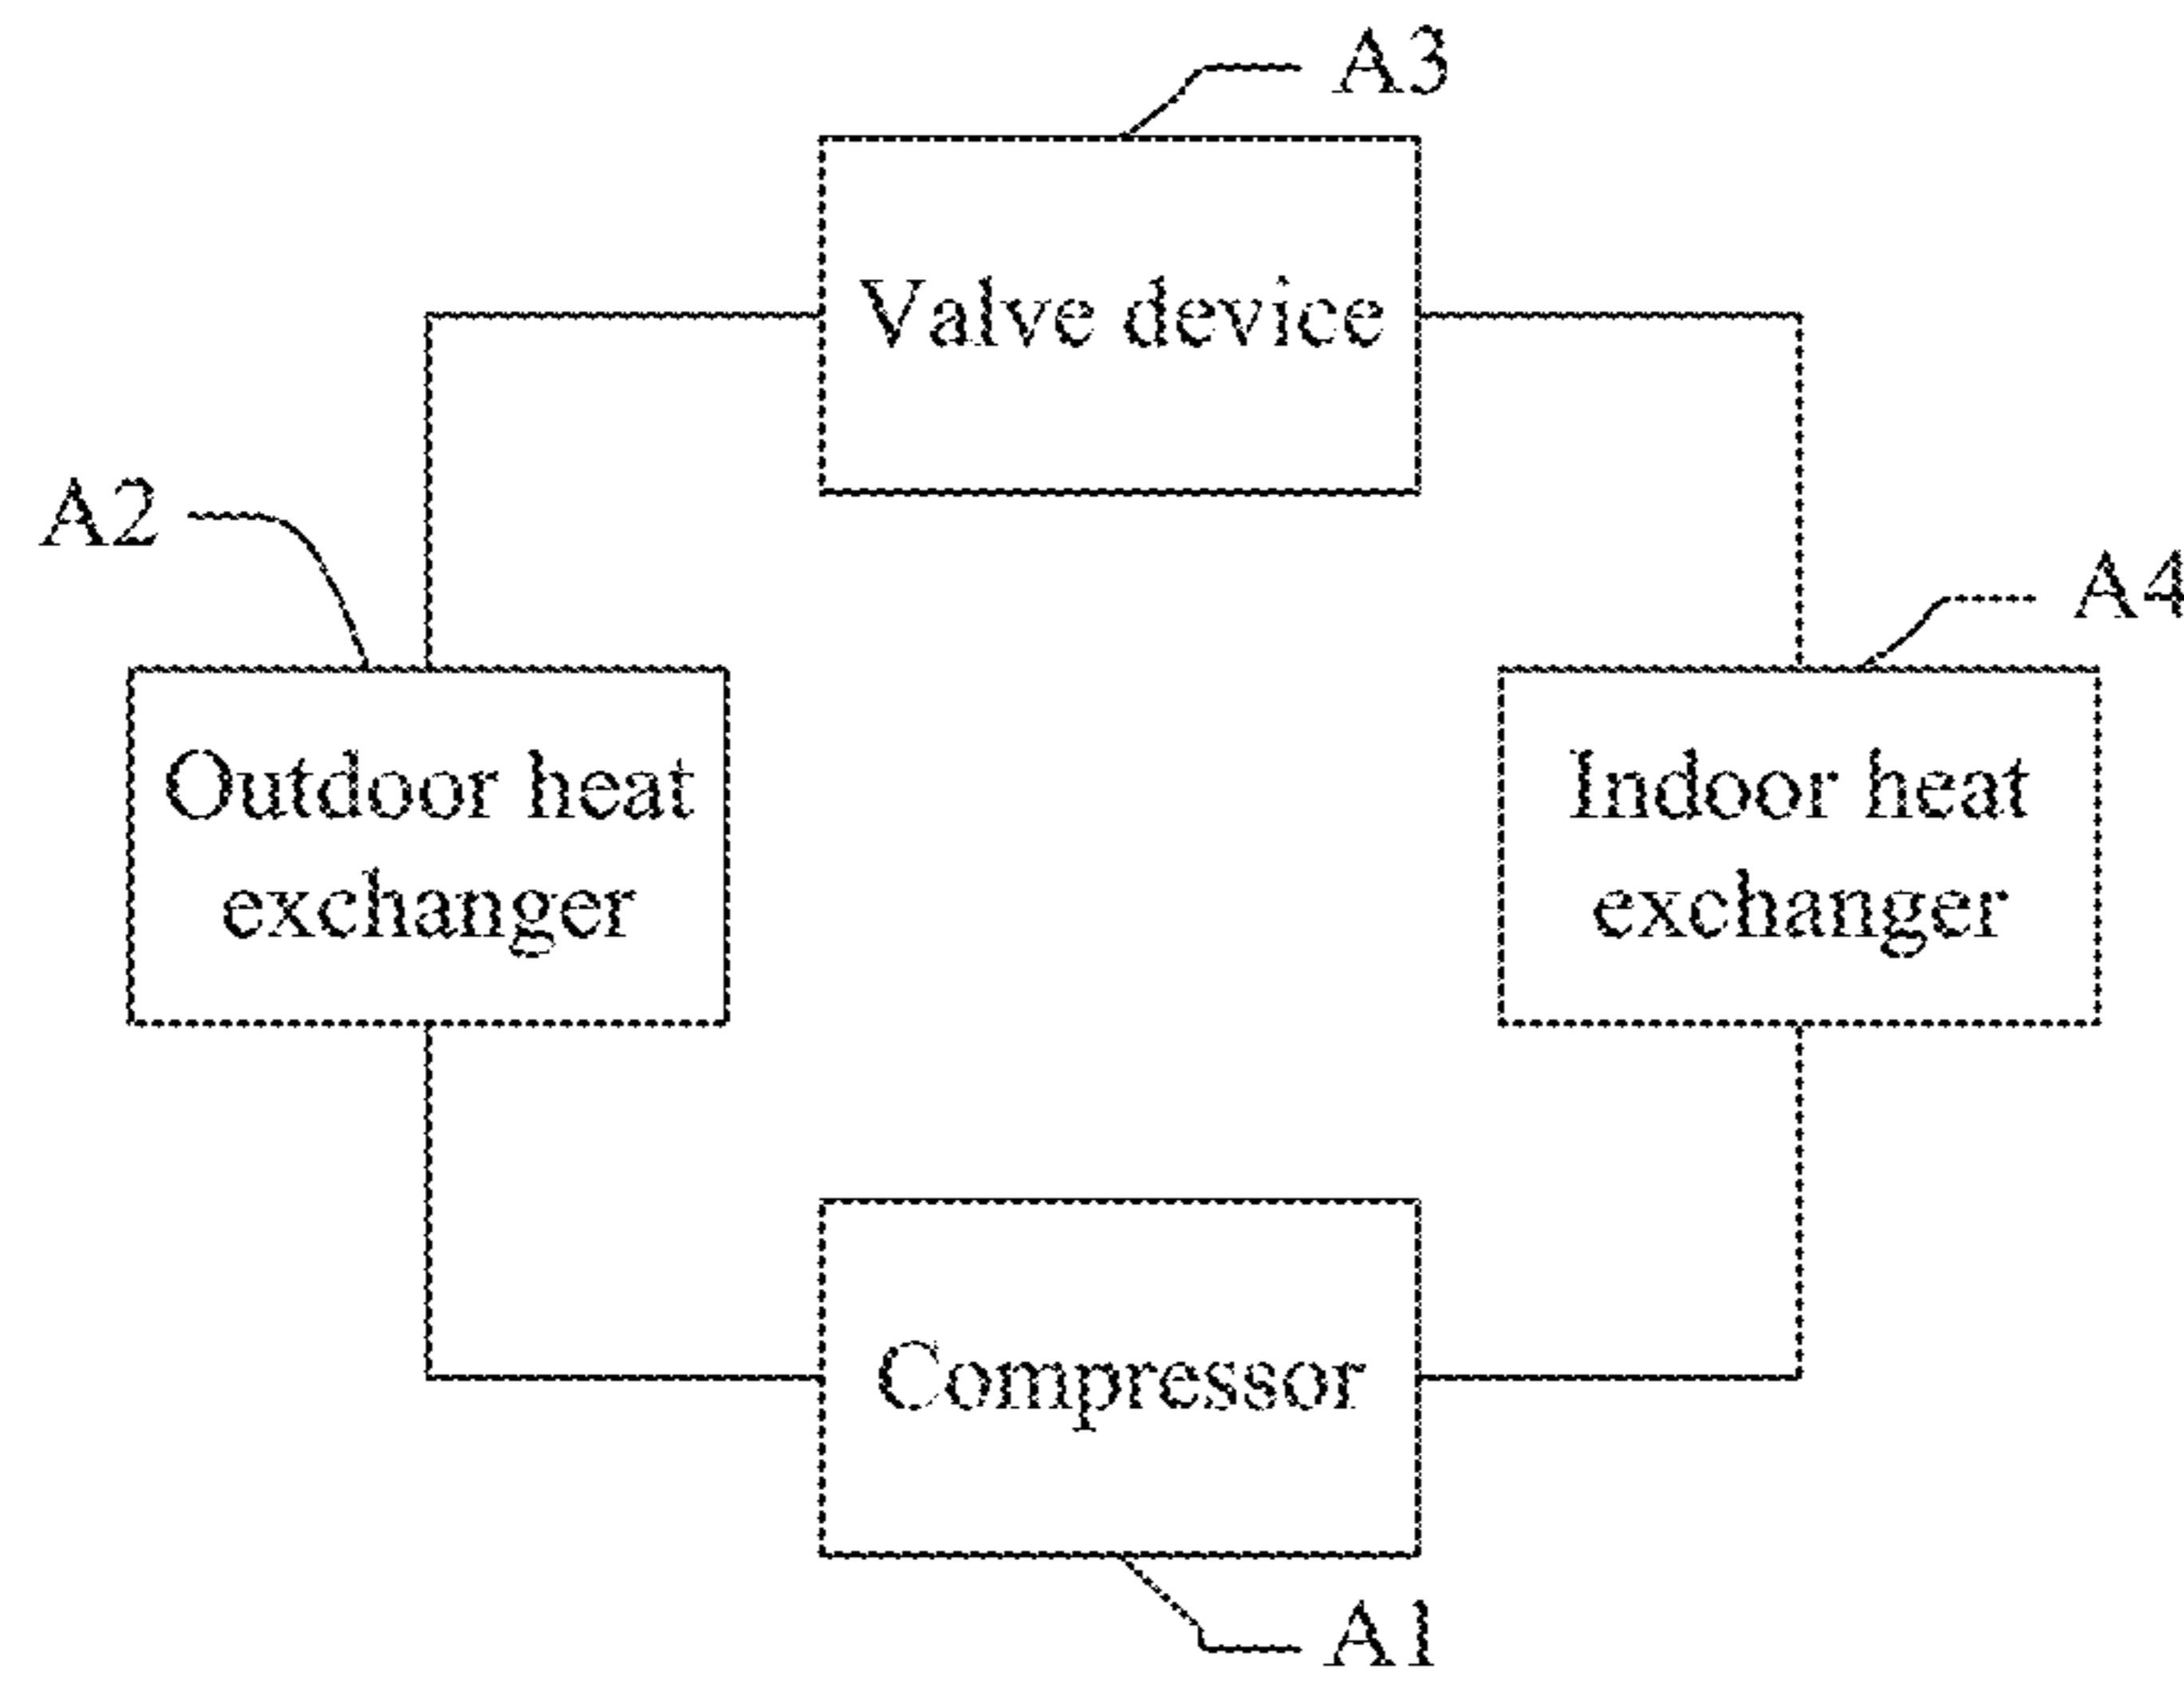 A3
Valve device
A2
A4
Outdoor heat
exchanger
Indoor heat
exchanger
Compressor
A1